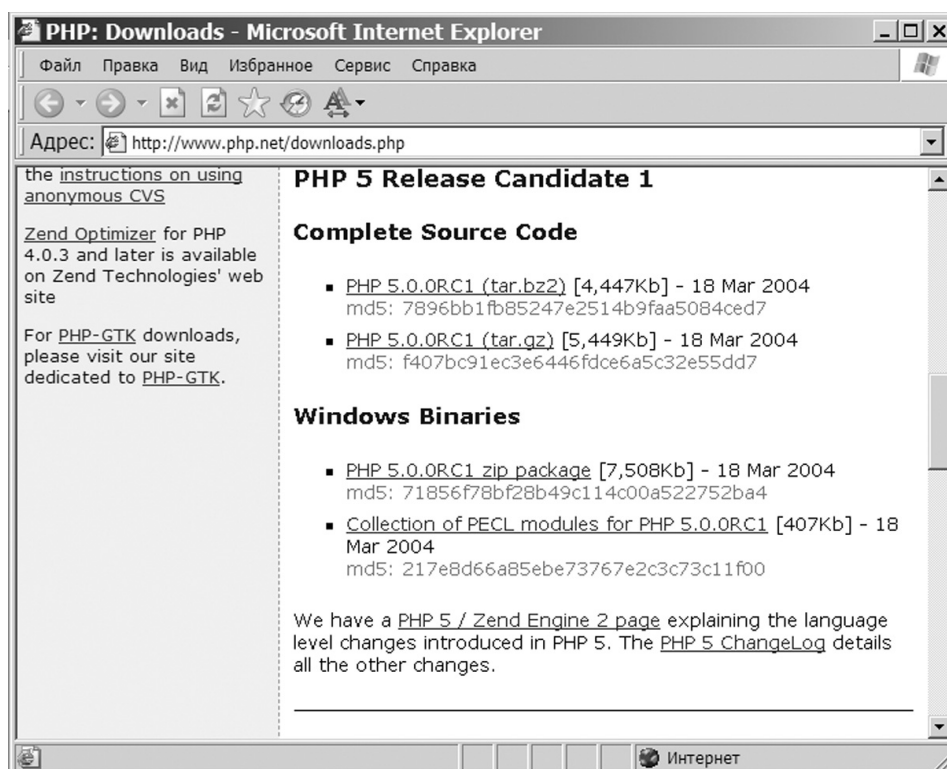 PHP: Downloads - Microsoft Internet Explorer
Файл Правка Вид Избранное Сервис Справка
Адрес: http://www.php.net/downloads.php
the instructions on using
anonymous CVS
Zend Optimizer for PHP
4.0.3 and later is available
on Zend Technologies' web
site
For PHP-GTK downloads,
please visit our site
dedicated to PHP-GTK.
PHP 5 Release Candidate 1
Complete Source Code
PHP 5.0.0RC1 (tar.bz2) [4,447Kb] - 18 Mar 2004
md5: 7896bb1fb85247e2514b9faa5084ced7
PHP 5.0.0RC1 (tar.gz) [5,449Kb] - 18 Mar 2004
md5: f407bc91ec3e6446fdce6a5c32e55dd7
Windows Binaries
PHP 5.0.0RC1 zip package [7,508Kb] - 18 Mar 2004
md5: 71856f78bf28b49c114c00a522752ba4
Collection of PECL modules for PHP 5.0.0RC1 [407Kb] - 18
Mar 2004
md5: 217e8d66a85ebe73767e2c3c73c11f00
We have a PHP 5 / Zend Engine 2 page explaining the language
level changes introduced in PHP 5. The PHP 5 ChangeLog details
all the other changes.
Интернет